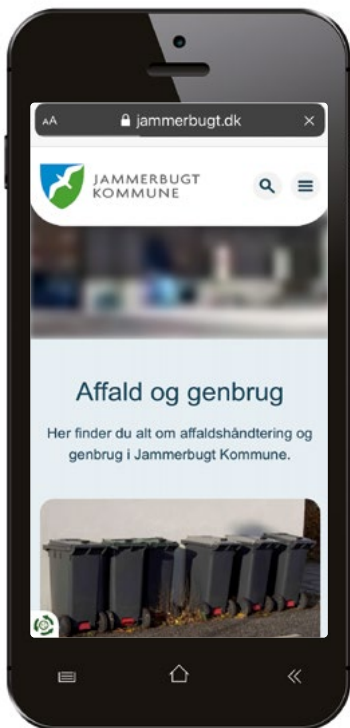 AA jammerbugt.dk ×
JAMMERBUGT
KOMMUNE
Affald og genbrug
Her finder du alt om affaldshåndtering og
genbrug i Jammerbugt Kommune.